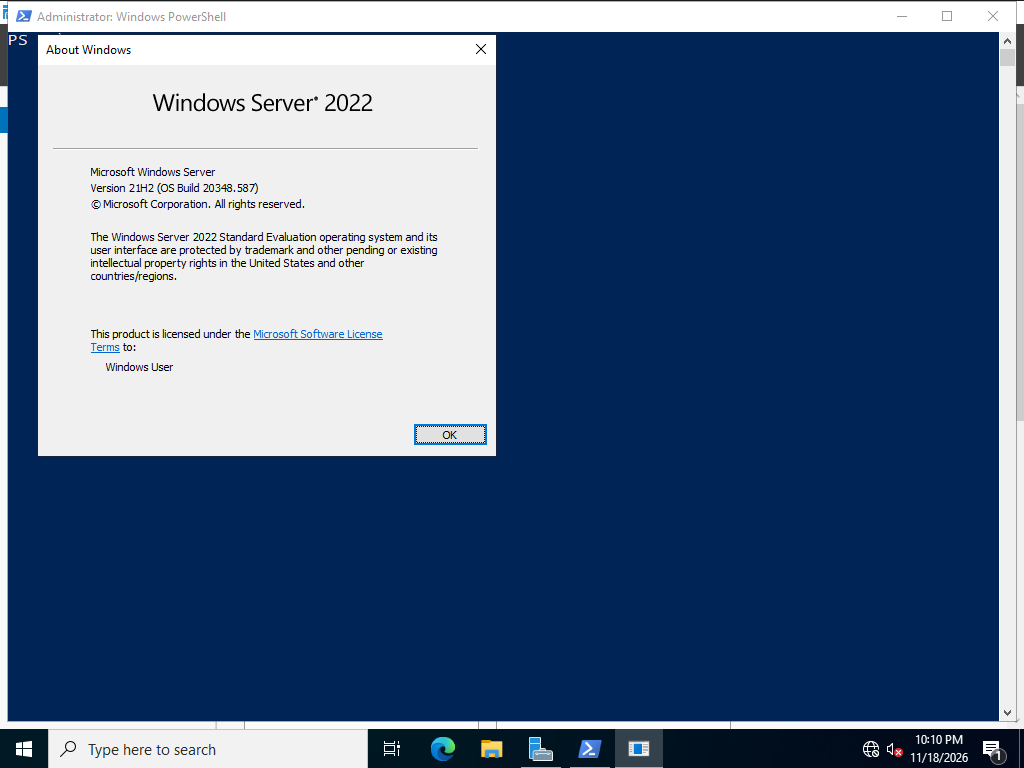 Administrator: Windows PowerShell
PS
About Windows
Windows Server® 2022
Microsoft Windows Server
Version 21H2 (OS Build 20348.587)
© Microsoft Corporation. All rights reserved.
The Windows Server 2022 Standard Evaluation operating system and its
user interface are protected by trademark and other pending or existing
intellectual property rights in the United States and other
countries/regions.
This product is licensed under the Microsoft Software License
Terms to:
Windows User
OK
Type here to search
10:10 PM
11/18/2026
1